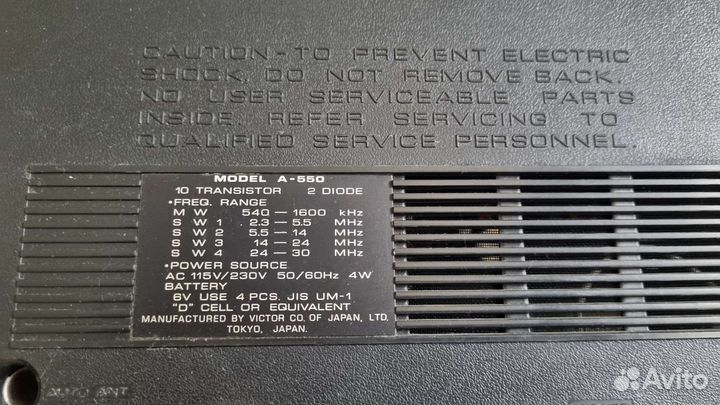 CAUTION-TO PREVENT ELECTRIC
SHOCK, DO NOT REMOVE BACK.
NO USER SERVICEABLE PARTS
INSIDE. REFER SERVICING TO
QUALIFIED SERVICE PERSONNEL.
MODEL A-550
10 TRANSISTOR 2 DIODE
•FREQ. RANGE
M W 540 – 1600 kHz
S W 1 2.3 – 5.5 MHz
S W 2 5.5 – 14 MHz
S W 3 14 – 24 MHz
S W 4 24 – 30 MHz
•POWER SOURCE
AC 115V/230V 50/60Hz 4W
BATTERY
6V USE 4 PCS. JIS UM-1
"D" CELL OR EQUIVALENT
MANUFACTURED BY VICTOR CO. OF JAPAN, LTD.
TOKYO, JAPAN.
AUTO ANT
Avito